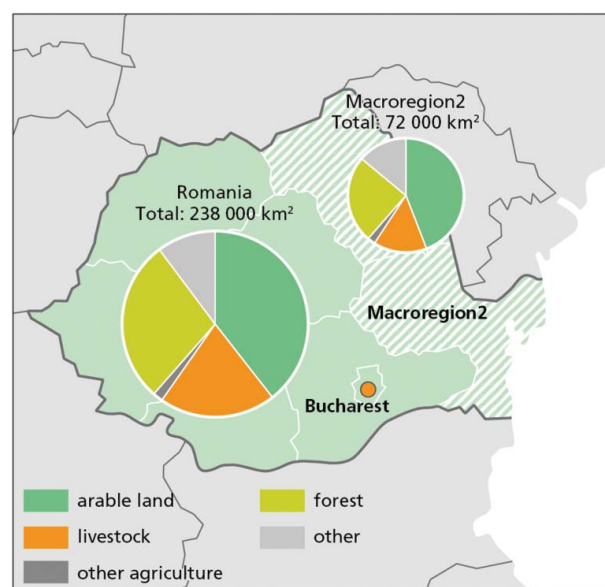 Macroregion2
Total: 72 000 km²
Romania
Total: 238 000 km²
Macroregion2
Bucharest
arable land
forest
livestock
other
other agriculture